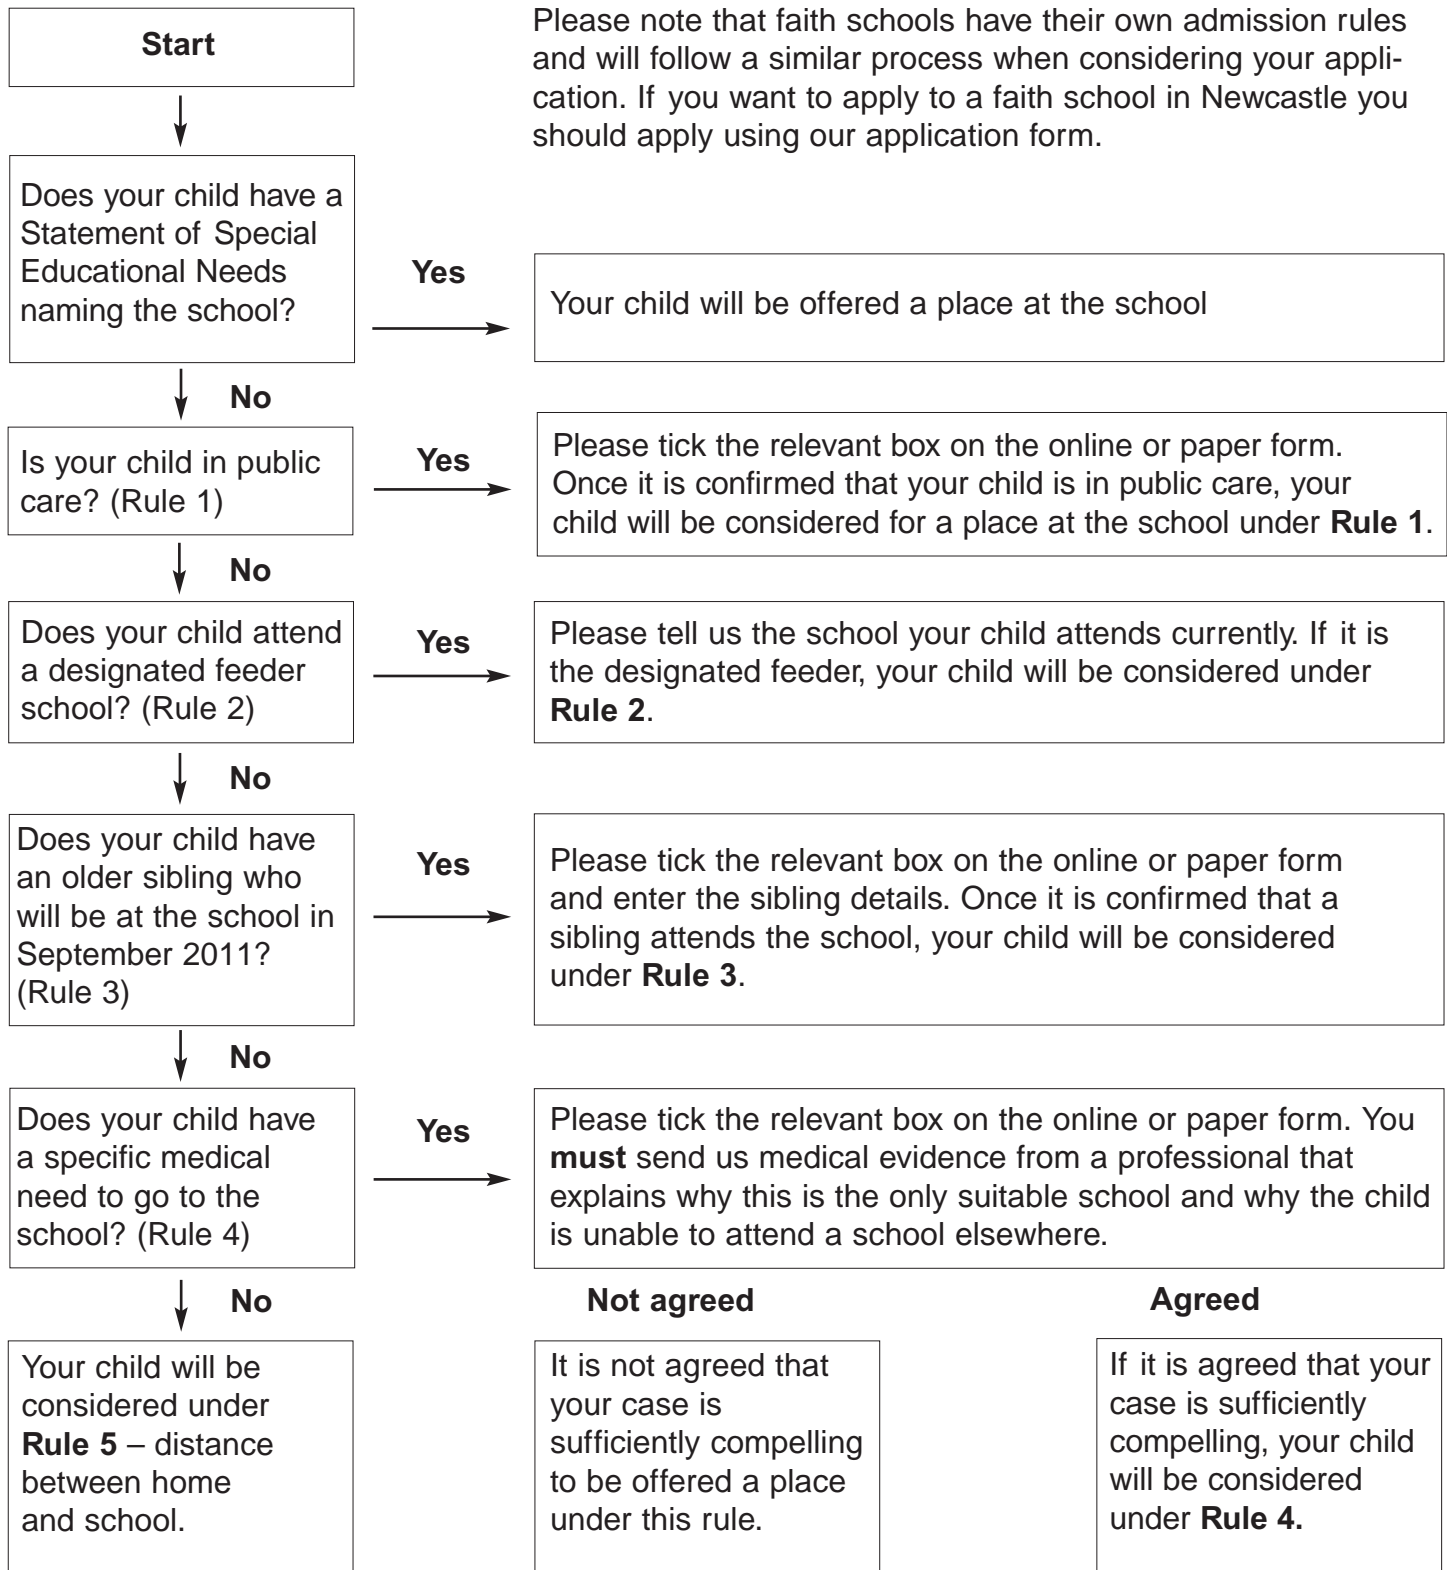 Start
Please note that faith schools have their own admission rules
and will follow a similar process when considering your appli-
cation. If you want to apply to a faith school in Newcastle you
should apply using our application form.
Does your child have a
Statement of Special
Educational Needs
naming the school?
Yes
Your child will be offered a place at the school
No
Is your child in public
care? (Rule 1)
Yes
Please tick the relevant box on the online or paper form.
Once it is confirmed that your child is in public care, your
child will be considered for a place at the school under Rule 1.
No
Does your child attend
a designated feeder
school? (Rule 2)
Yes
Please tell us the school your child attends currently. If it is
the designated feeder, your child will be considered under
Rule 2.
No
Does your child have
an older sibling who
will be at the school in
September 2011?
(Rule 3)
Yes
Please tick the relevant box on the online or paper form
and enter the sibling details. Once it is confirmed that a
sibling attends the school, your child will be considered
under Rule 3.
No
Does your child have
a specific medical
need to go to the
school? (Rule 4)
Yes
Please tick the relevant box on the online or paper form. You
must send us medical evidence from a professional that
explains why this is the only suitable school and why the child
is unable to attend a school elsewhere.
No
Your child will be
considered under
Rule 5 – distance
between home
and school.
Not agreed
It is not agreed that
your case is
sufficiently compelling
to be offered a place
under this rule.
Agreed
If it is agreed that your
case is sufficiently
compelling, your child
will be considered
under Rule 4.